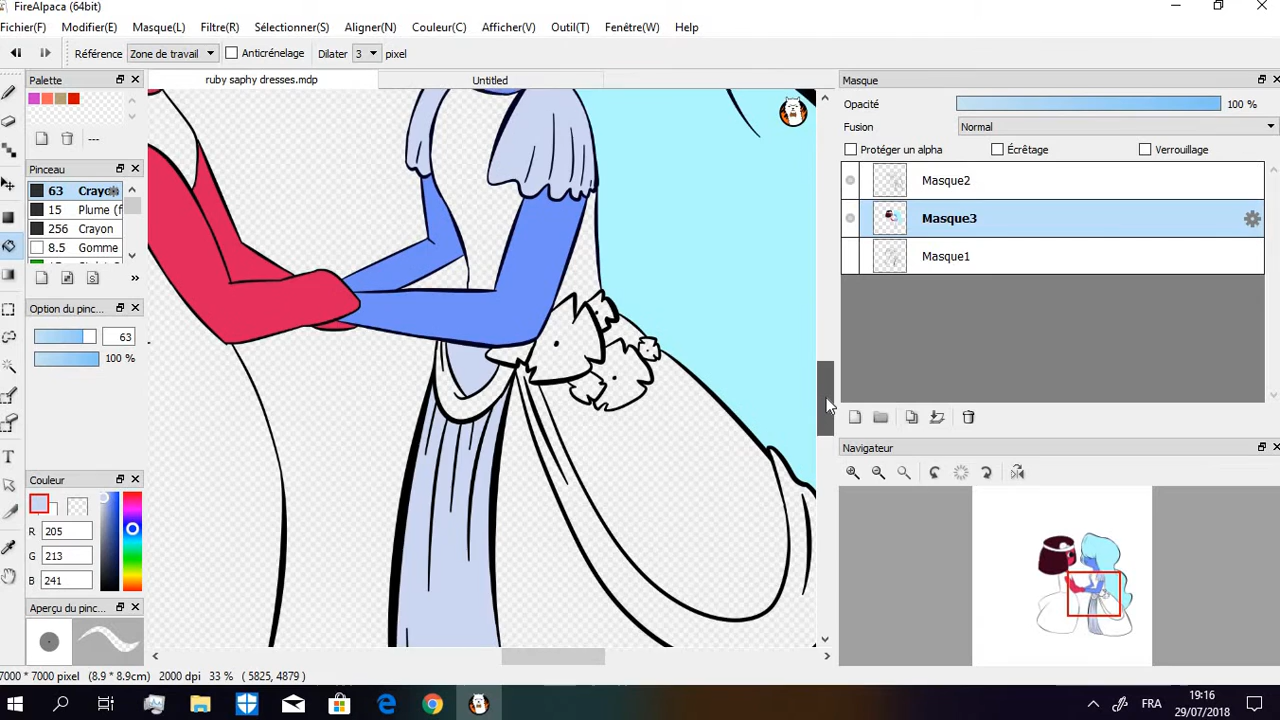 FireAlpaca (64bit)
Fichier(F) Modifier(E) Masque(L) Filtre(R) Sélectionner(S) Aligner(N) Couleur(C) Afficher(V) Outil(T) Fenêtre(W) Help
Référence Zone de travail Anticrénelage Dilater 3 pixel
Palette
---
ruby saphy dresses.mdp Untitled
Pinceau
63 Crayon
15 Plume (f
256 Crayon
8.5 Gomme
Option du pinc...
63
100 %
Couleur
R 205
G 213
B 241
Aperçu du pinc...
Masque
Opacité 100 %
Fusion Normal
Protéger un alpha Écrêtage Verrouillage
Masque2
Masque3
Masque1
Navigateur
7000 * 7000 pixel (8.9 * 8.9cm) 2000 dpi 33 % ( 5825, 4879 )
FRA
19:16
29/07/2018